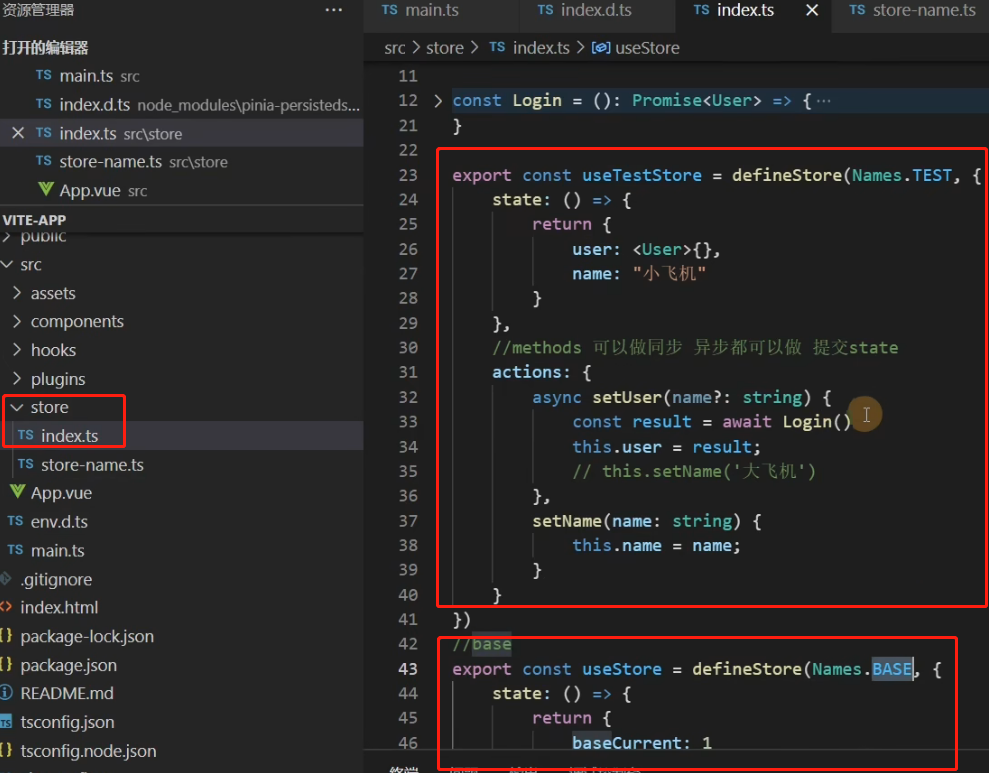 资源管理器
打开的编辑器
TS main.ts src
TS index.d.ts node_modules\pinia-persisteds...
TS index.ts src\store
TS store-name.ts src\store
App.vue src
VITE-APP
public
src
assets
components
hooks
plugins
store
TS index.ts
TS store-name.ts
App.vue
TS env.d.ts
TS main.ts
.gitignore
index.html
package-lock.json
package.json
README.md
tsconfig.json
tsconfig.node.json
TS main.ts TS index.d.ts TS index.ts TS store-name.ts
src > store > TS index.ts > useStore
11
12 const Login = (): Promise<User> => {...
21 }
22
23 export const useTestStore = defineStore(Names.TEST, {
24 state: () => {
25 return {
26 user: <User>{},
27 name: "小飞机"
28 }
29 },
30 //methods 可以做同步 异步都可以做 提交state
31 actions: {
32 async setUser(name?: string) {
33 const result = await Login()
34 this.user = result;
35 // this.setName('大飞机')
36 },
37 setName(name: string) {
38 this.name = name;
39 }
40 }
41 })
42 //base
43 export const useStore = defineStore(Names.BASE, {
44 state: () => {
45 return {
46 baseCurrent: 1